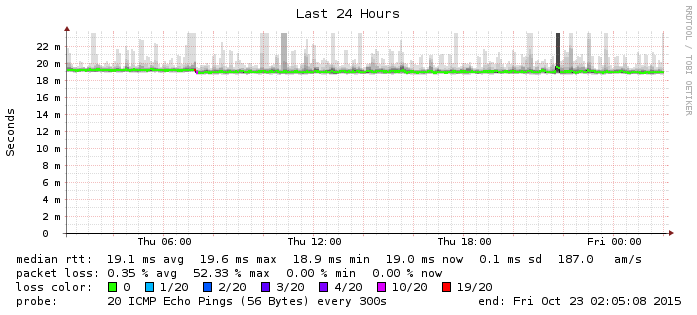 Last 24 Hours
RRDTOOL / TOBI OETIKER
Seconds
22 m
20 m
18 m
16 m
14 m
12 m
10 m
8 m
6 m
4 m
2 m
0
Thu 06:00 Thu 12:00 Thu 18:00 Fri 00:00
median rtt: 19.1 ms avg 19.6 ms max 18.9 ms min 19.0 ms now 0.1 ms sd 187.0 am/s
packet loss: 0.35 % avg 52.33 % max 0.00 % min 0.00 % now
loss color: 0 1/20 2/20 3/20 4/20 10/20 19/20
probe: 20 ICMP Echo Pings (56 Bytes) every 300s end: Fri Oct 23 02:05:08 2015